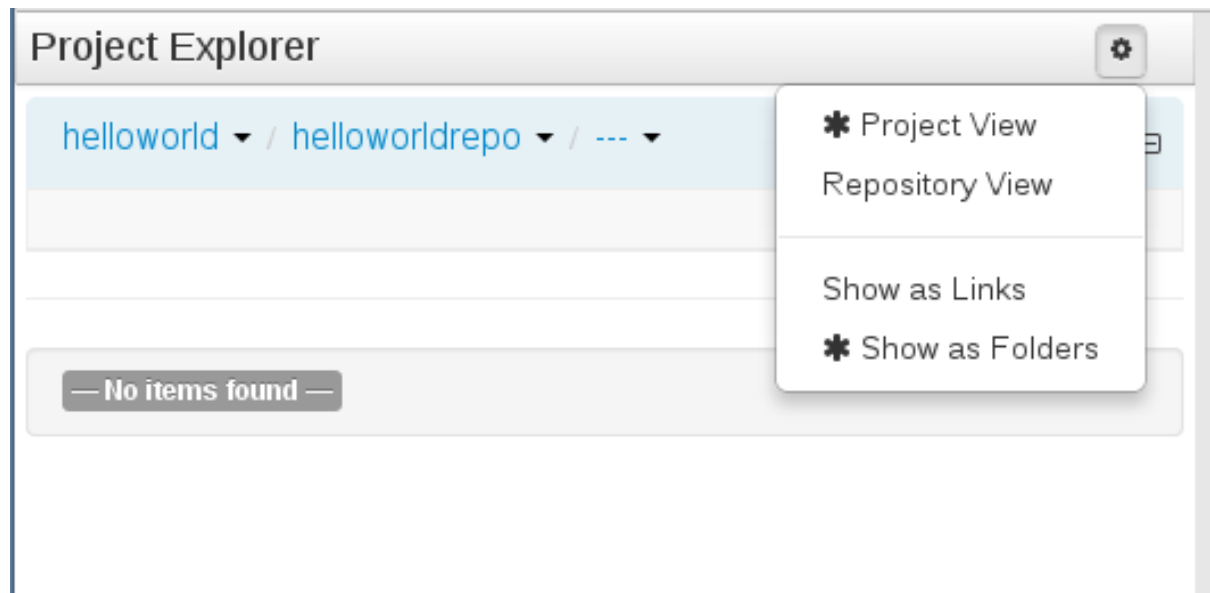 Project Explorer
helloworld / helloworldrepo / ---
✱ Project View
Repository View
Show as Links
✱ Show as Folders
— No items found —